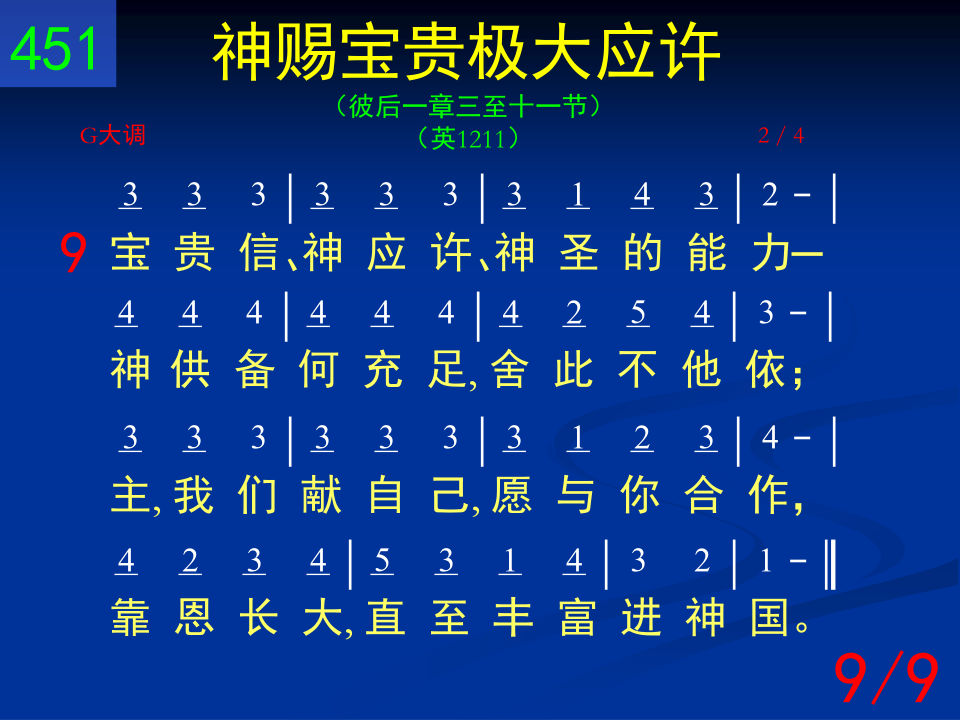 451
神赐宝贵极大应许
（彼后一章三至十一节）
G大调 （英1211） 2 / 4
3 3 3 | 3 3 3 | 3 1 4 3 | 2 - |
9 宝贵信、神应许、神圣的能力—
4 4 4 | 4 4 4 | 4 2 5 4 | 3 - |
神供备何充足, 舍此不他依；
3 3 3 | 3 3 3 | 3 1 2 3 | 4 - |
主, 我们献自己, 愿与你合作，
4 2 3 4 | 5 3 1 4 | 3 2 | 1 - ‖
靠恩长大, 直至丰富进神国。
9/9